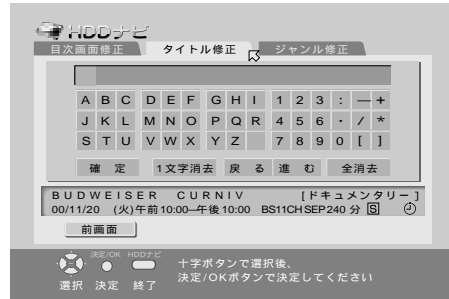 HDDナビ
目次画面修正 タイトル修正 ジャンル修正
A B C D E F G H I 1 2 3 : — +
J K L M N O P Q R 4 5 6 ・ / *
S T U V W X Y Z 7 8 9 0 [ ]
確 定 1文字消去 戻 る 進 む 全消去
BUDWEISER CURNIV [ドキュメンタリー]
00/11/20 (火)午前10:00—午後10:00 BS11CH SEP 240 分 S
前画面
決定/OK HDDナビ
選択 決定 終了
十字ボタンで選択後、
決定/OKボタンで決定してください